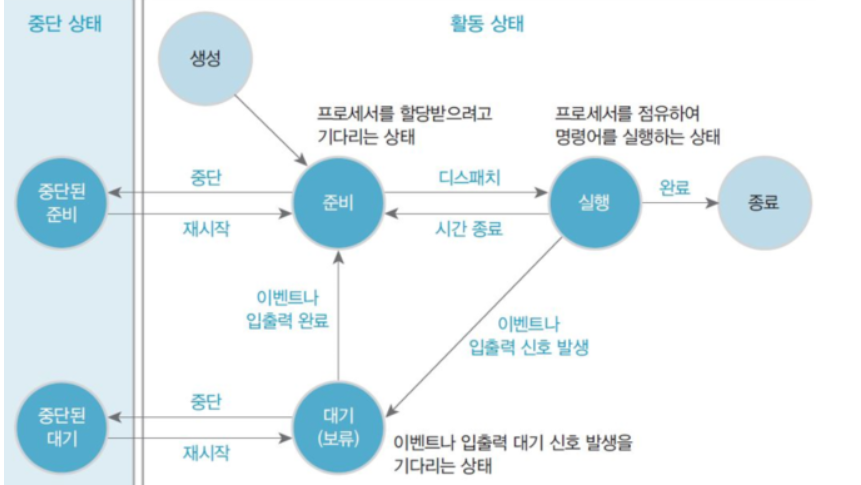 중단 상태
활동 상태
생성
프로세서를 할당받으려고
기다리는 상태
프로세서를 점유하여
명령어를 실행하는 상태
중단된
준비
중단
재시작
준비
디스패치
시간 종료
실행
완료
종료
이벤트나
입출력 완료
이벤트나
입출력 신호 발생
중단된
대기
중단
재시작
대기
(보류)
이벤트나 입출력 대기 신호 발생을
기다리는 상태